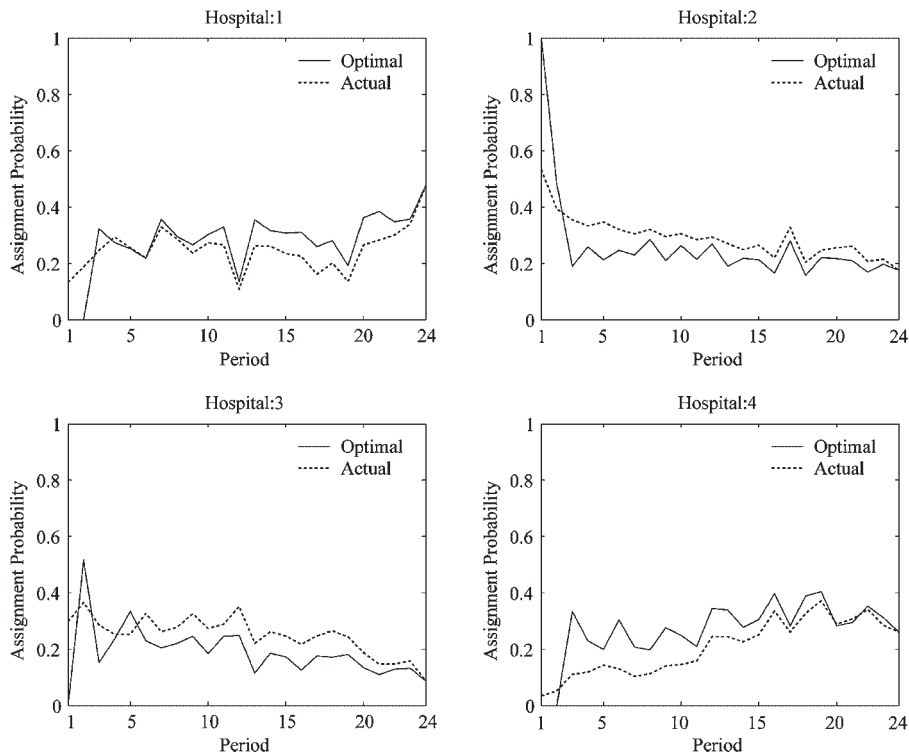 Hospital:1
1
0.8
0.6
0.4
0.2
0
Assignment Probability
Optimal
Actual
1 5 10 15 20 24
Period
Hospital:2
1
0.8
0.6
0.4
0.2
0
Assignment Probability
Optimal
Actual
1 5 10 15 20 24
Period
Hospital:3
1
0.8
0.6
0.4
0.2
0
Assignment Probability
Optimal
Actual
1 5 10 15 20 24
Period
Hospital:4
1
0.8
0.6
0.4
0.2
0
Assignment Probability
Optimal
Actual
1 5 10 15 20 24
Period